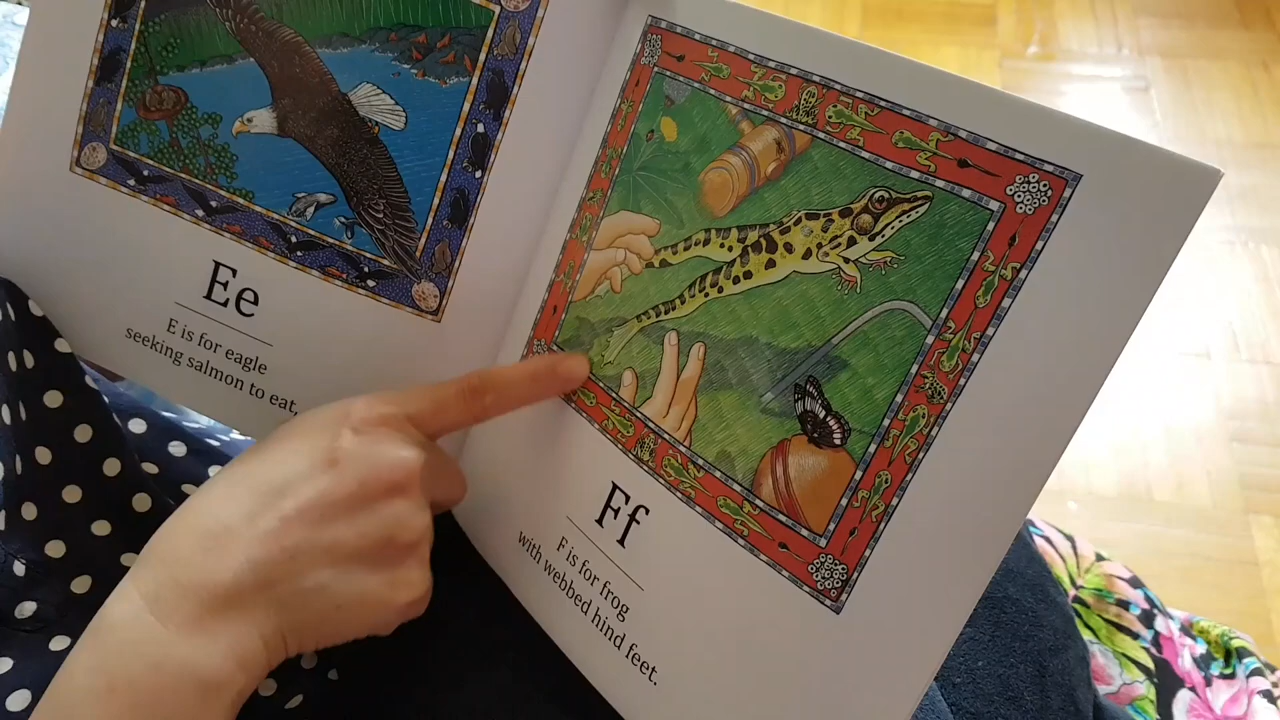 Ee
E is for eagle
seeking salmon to eat,
Ff
F is for frog
with webbed hind feet.